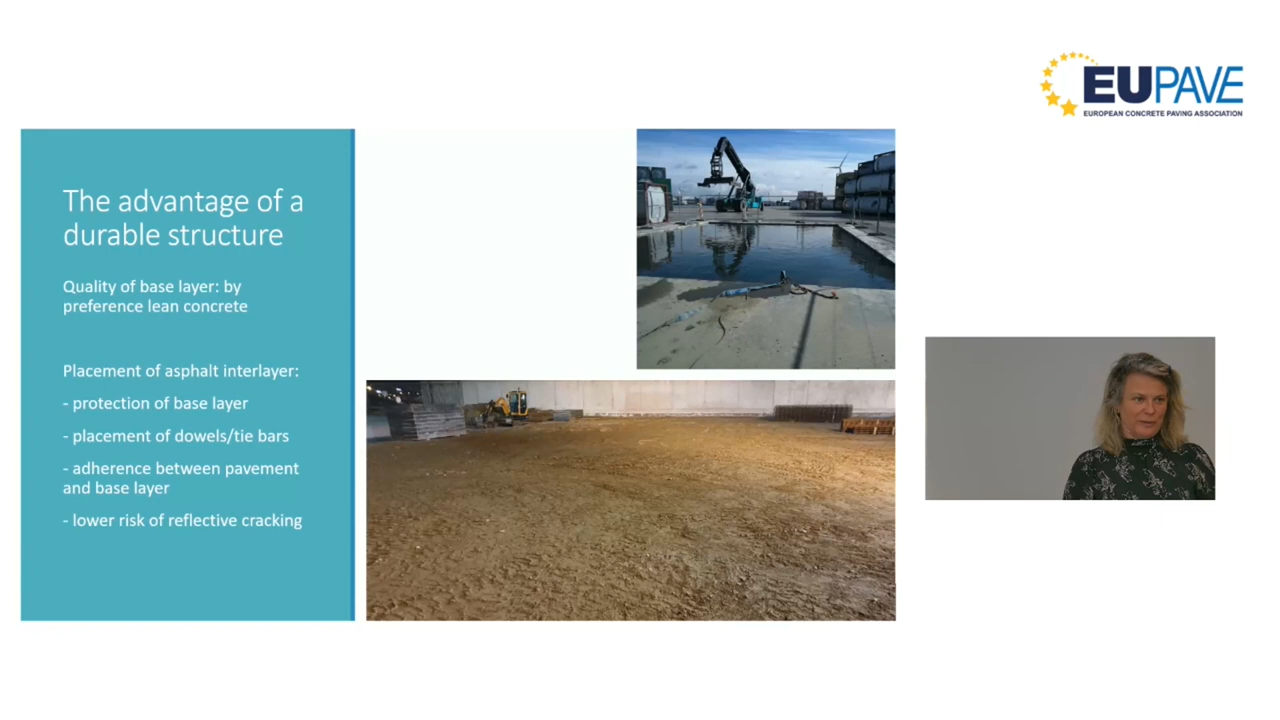 EUPAVE
EUROPEAN CONCRETE PAVING ASSOCIATION
The advantage of a
durable structure
Quality of base layer: by
preference lean concrete
Placement of asphalt interlayer:
- protection of base layer
- placement of dowels/tie bars
- adherence between pavement
and base layer
- lower risk of reflective cracking